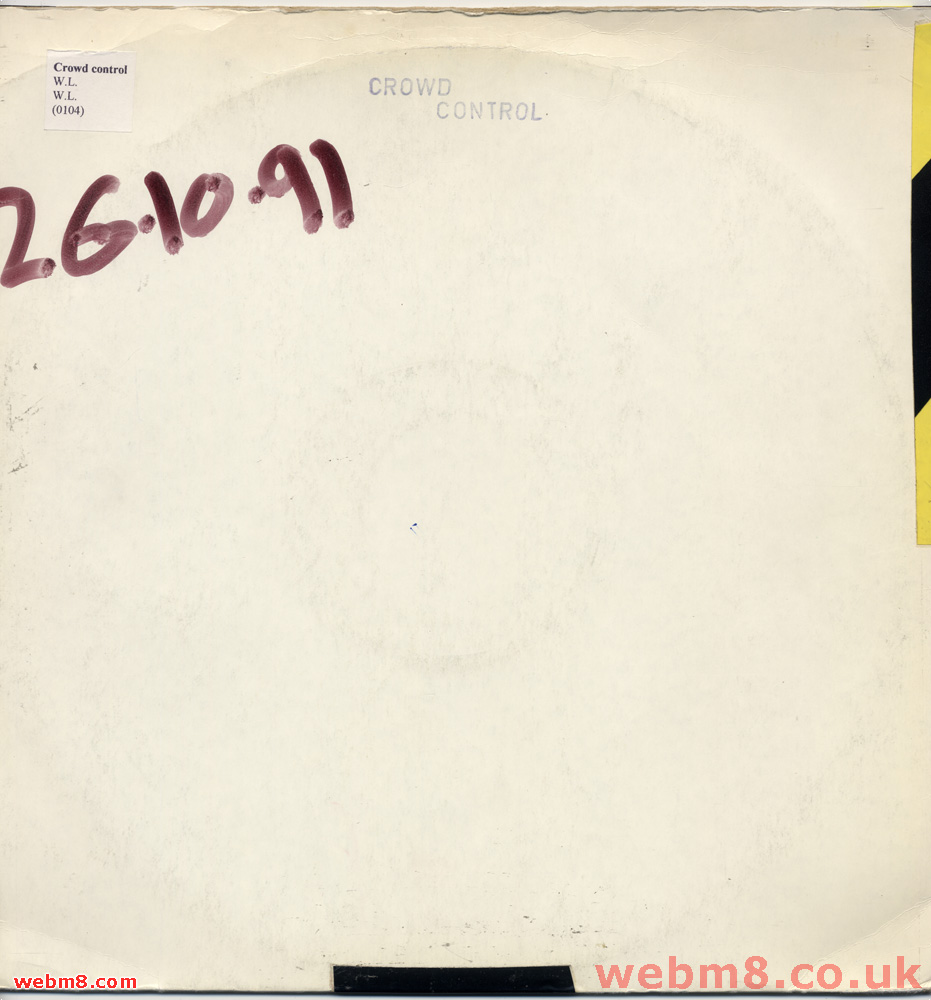 Crowd control
W.L.
W.L.
(0104)
CROWD
CONTROL.
26.10.91
webm8.com
webm8.co.uk